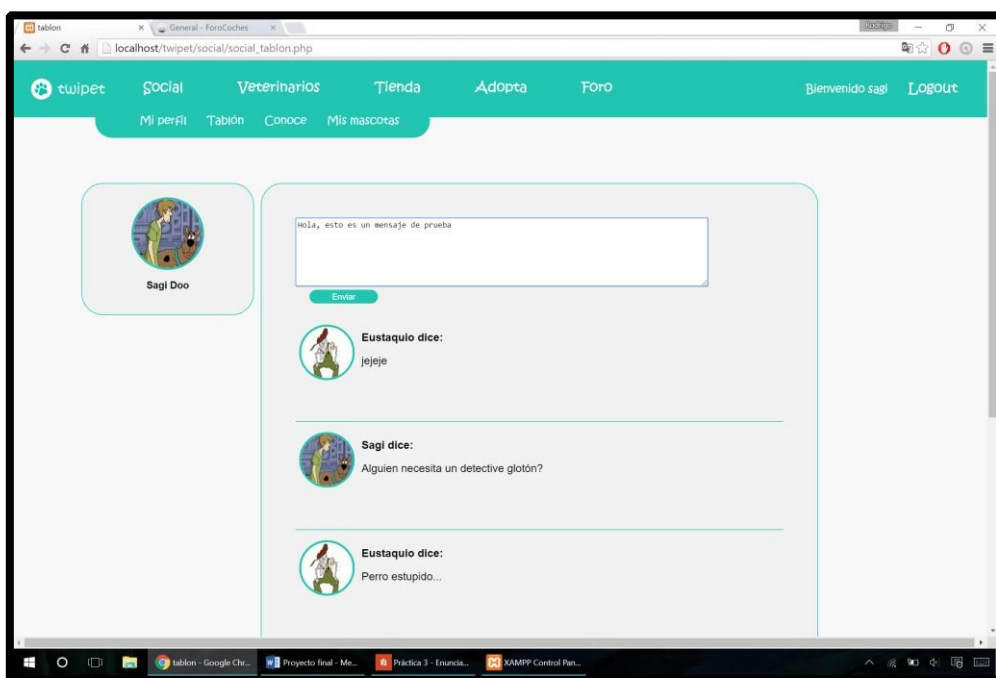 tablon
General - ForoCoches
Rodrigo
localhost/twipet/social/social_tablon.php
twipet Social Veterinarios Tienda Adopta Foro Bienvenido sagi Logout
Mi perfil Tablón Conoce Mis mascotas
Sagi Doo
Hola, esto es un mensaje de prueba
Enviar
Eustaquio dice:
jejeje
Sagi dice:
Alguien necesita un detective glotón?
Eustaquio dice:
Perro estupido...
tablon - Google Chr... Proyecto final - Me... Práctica 3 - Enuncia... XAMPP Control Pan...